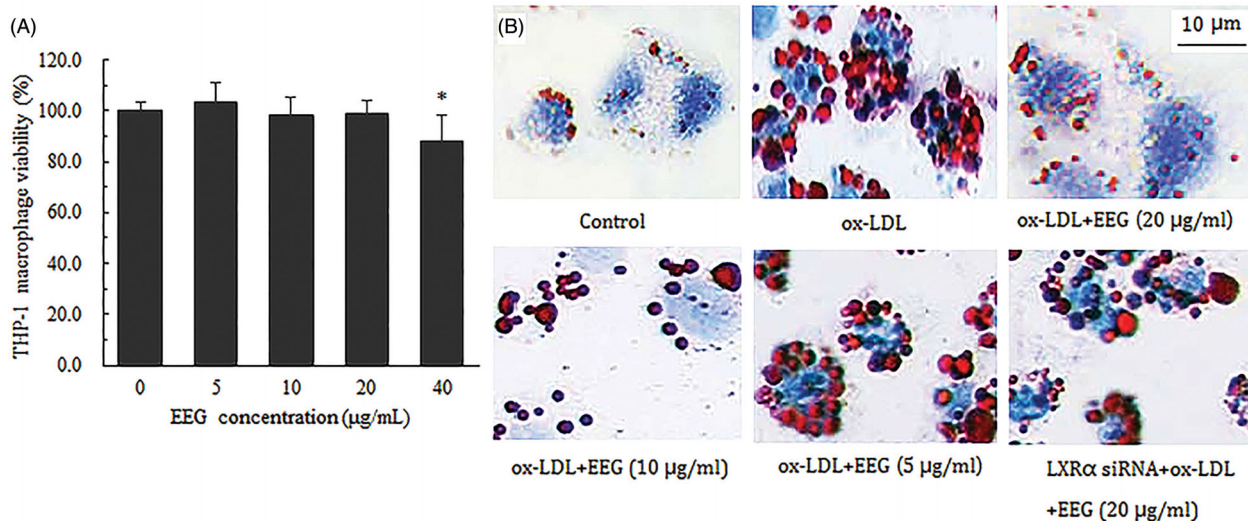 (A)
120.0
100.0
80.0
60.0
40.0
20.0
0.0
THP-1 macrophage viability (%)
*
0 5 10 20 40
EEG concentration (µg/mL)
(B)
10 µm
Control
ox-LDL
ox-LDL+EEG (20 µg/ml)
ox-LDL+EEG (10 µg/ml)
ox-LDL+EEG (5 µg/ml)
LXRα siRNA+ox-LDL
+EEG (20 µg/ml)